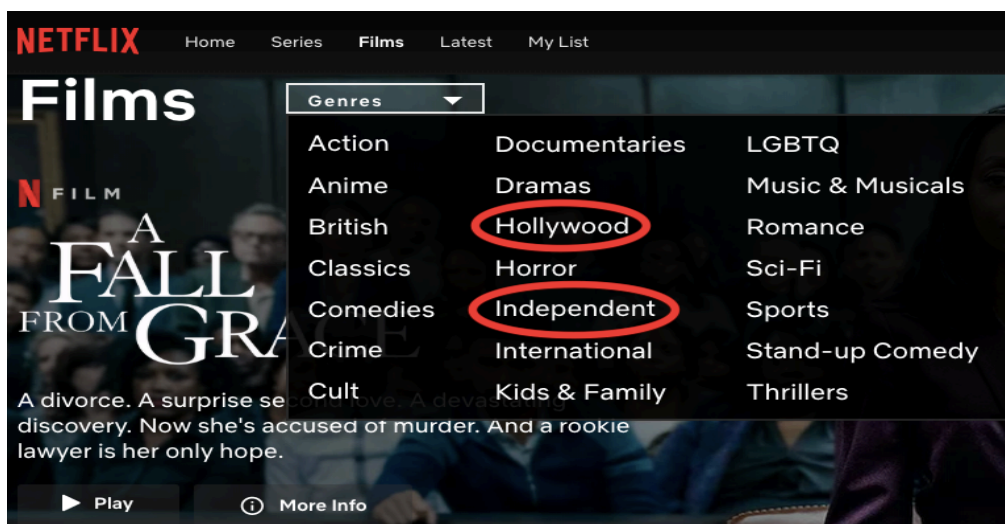 NETFLIX Home Series Films Latest My List
Films
Genres
Action
Anime
British
Classics
Comedies
Crime
Cult
Documentaries
Dramas
Hollywood
Horror
Independent
International
Kids & Family
LGBTQ
Music & Musicals
Romance
Sci-Fi
Sports
Stand-up Comedy
Thrillers
N FILM
A
FALL
FROM GRACE
A divorce. A surprise second love. A devastating
discovery. Now she's accused of murder. And a rookie
lawyer is her only hope.
Play
More Info